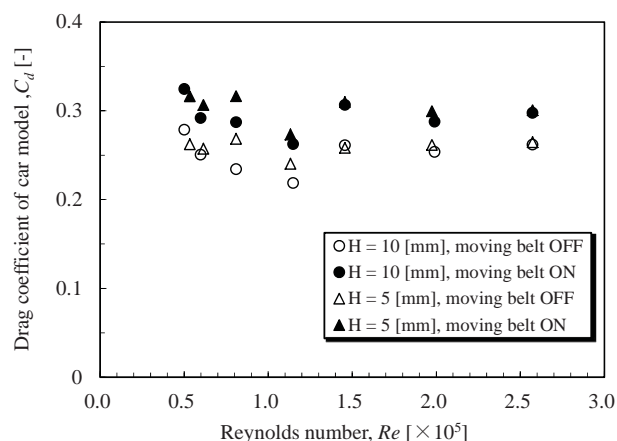 0.4
0.3
0.2
0.1
0
Drag coefficient of car model ,C_d [-]
H = 10 [mm], moving belt OFF
H = 10 [mm], moving belt ON
H = 5 [mm], moving belt OFF
H = 5 [mm], moving belt ON
0.0 0.5 1.0 1.5 2.0 2.5 3.0
Reynolds number, Re [×10⁵]